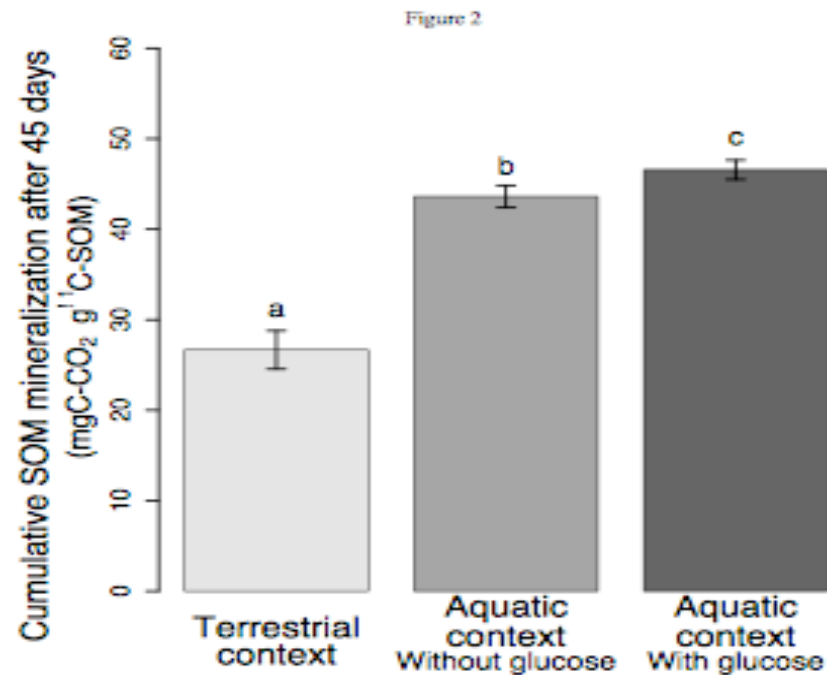 Figure 2
Cumulative SOM mineralization after 45 days
(mgC-CO₂ g⁻¹C-SOM)
60
50
40
30
20
10
0
a
b
c
Terrestrial
context
Aquatic
context
Without glucose
Aquatic
context
With glucose